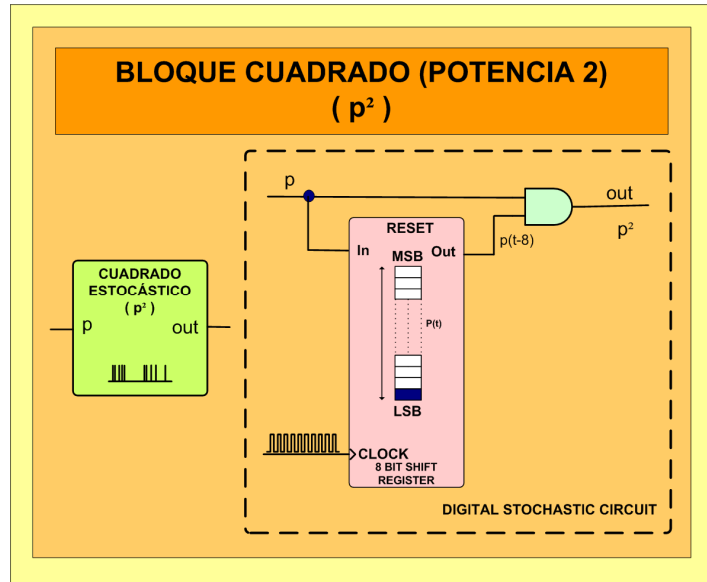 BLOQUE CUADRADO (POTENCIA 2)
( p² )
p
out
p²
RESET
In
MSB
Out
p(t-8)
P(t)
LSB
CLOCK
8 BIT SHIFT
REGISTER
CUADRADO
ESTOCÁSTICO
( p² )
p
out
DIGITAL STOCHASTIC CIRCUIT